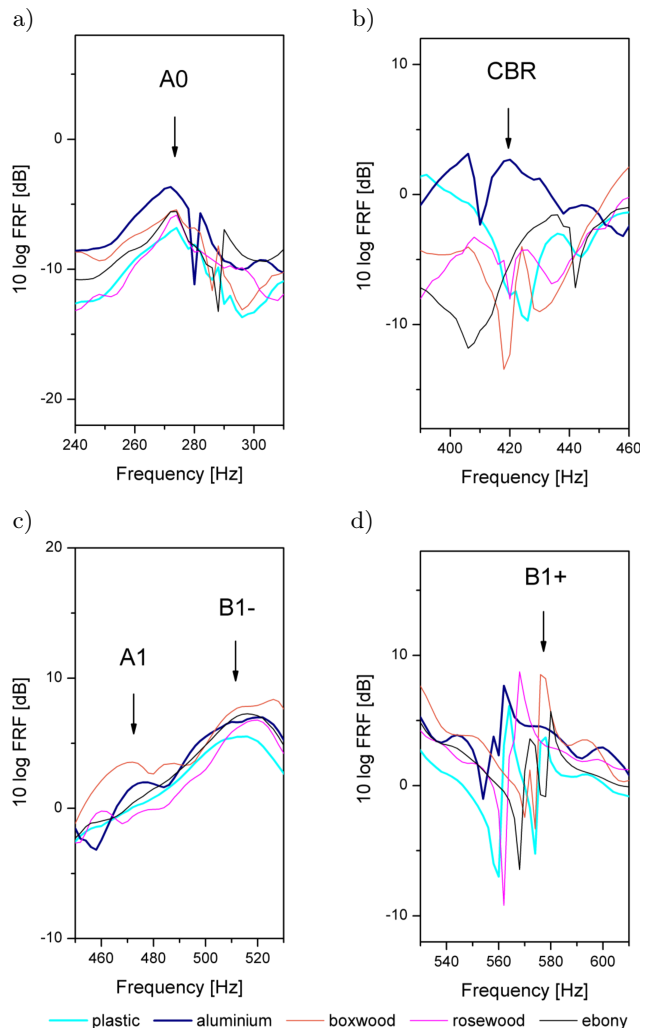 a)
A0
0
-10
-20
10 log FRF [dB]
240 260 280 300
Frequency [Hz]
b)
CBR
10
0
-10
10 log FRF [dB]
400 420 440 460
Frequency [Hz]
c)
A1
B1-
20
10
0
-10
10 log FRF [dB]
460 480 500 520
Frequency [Hz]
d)
B1+
10
0
-10
10 log FRF [dB]
540 560 580 600
Frequency [Hz]
plastic aluminium boxwood rosewood ebony